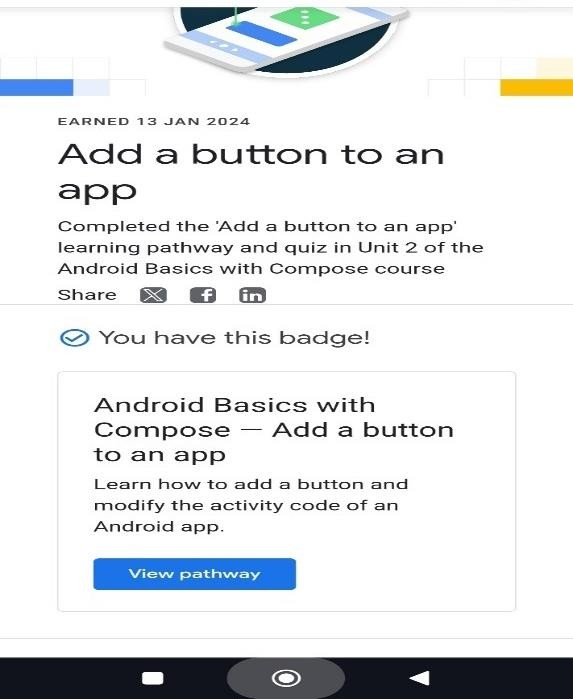 EARNED 13 JAN 2024
Add a button to an
app
Completed the 'Add a button to an app'
learning pathway and quiz in Unit 2 of the
Android Basics with Compose course
Share
You have this badge!
Android Basics with
Compose — Add a button
to an app
Learn how to add a button and
modify the activity code of an
Android app.
View pathway